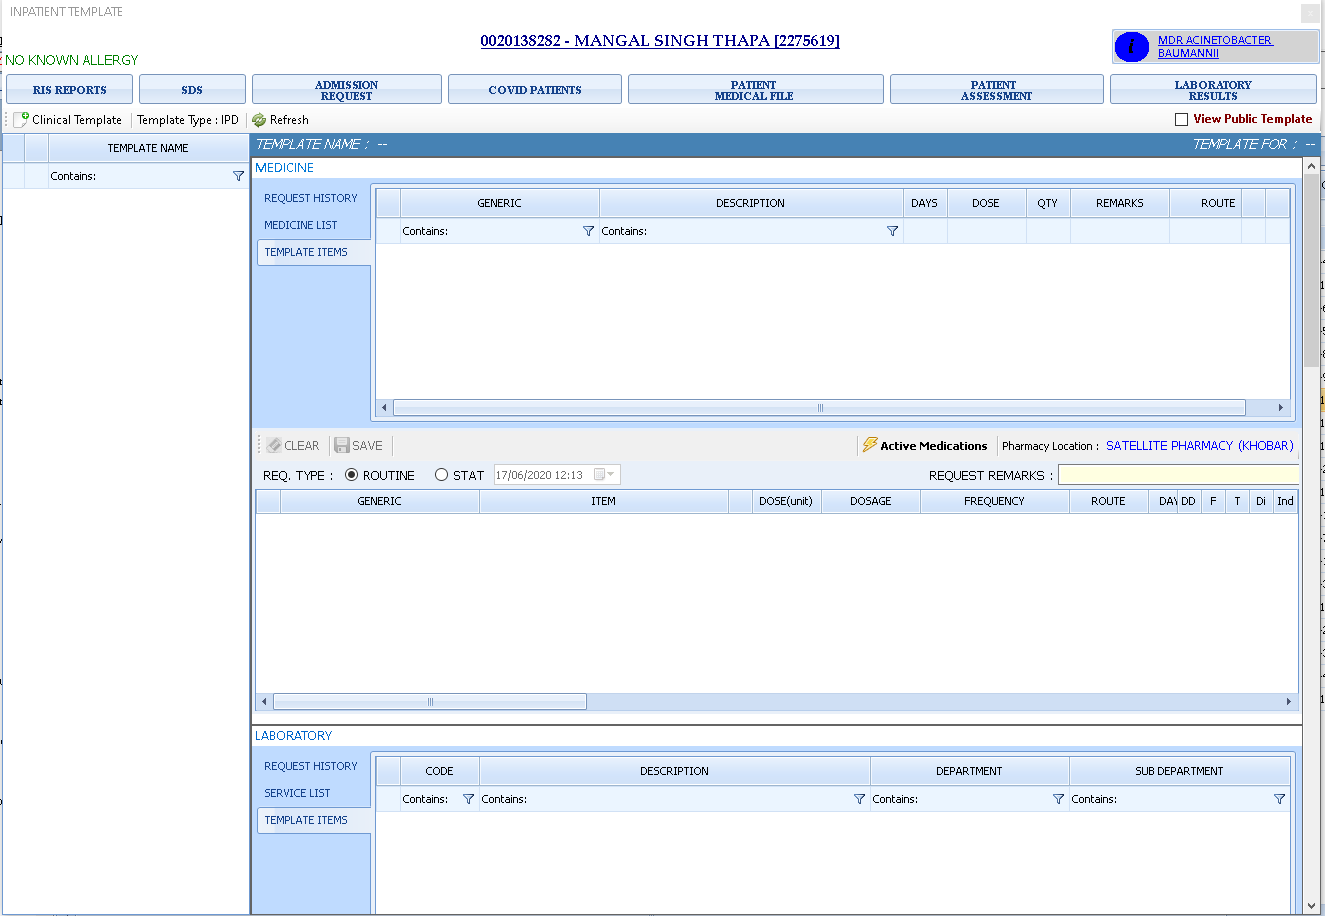 INPATIENT TEMPLATE
0020138282 - MANGAL SINGH THAPA [2275619]
MDR ACINETOBACTER
BAUMANNII
NO KNOWN ALLERGY
RIS REPORTS
SDS
ADMISSION
REQUEST
COVID PATIENTS
PATIENT
MEDICAL FILE
PATIENT
ASSESSMENT
LABORATORY
RESULTS
Clinical Template
Template Type : IPD
Refresh
View Public Template
TEMPLATE NAME
Contains:
TEMPLATE NAME : --
TEMPLATE FOR : --
MEDICINE
REQUEST HISTORY
MEDICINE LIST
TEMPLATE ITEMS
GENERIC DESCRIPTION DAYS DOSE QTY REMARKS ROUTE
Contains: Contains:
CLEAR SAVE
Active Medications
Pharmacy Location : SATELLITE PHARMACY (KHOBAR)
REQ. TYPE : ROUTINE STAT 17/06/2020 12:13
REQUEST REMARKS :
GENERIC ITEM DOSE(unit) DOSAGE FREQUENCY ROUTE DAY DD F T Di Ind
LABORATORY
REQUEST HISTORY
SERVICE LIST
TEMPLATE ITEMS
CODE DESCRIPTION DEPARTMENT SUB DEPARTMENT
Contains: Contains: Contains: Contains: